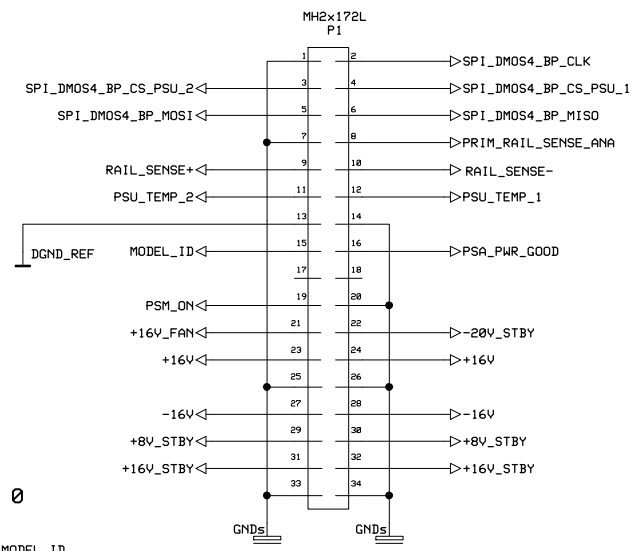 MH2x172L
P1
1 2 SPI_DMOS4_BP_CLK
SPI_DMOS4_BP_CS_PSU_2 3 4 SPI_DMOS4_BP_CS_PSU_1
SPI_DMOS4_BP_MOSI 5 6 SPI_DMOS4_BP_MISO
7 8 PRIM_RAIL_SENSE_ANA
RAIL_SENSE+ 9 10 RAIL_SENSE-
PSU_TEMP_2 11 12 PSU_TEMP_1
13 14
DGND_REF MODEL_ID 15 16 PSA_PWR_GOOD
17 18
PSM_ON 19 20
+16V_FAN 21 22 -20V_STBY
+16V 23 24 +16V
25 26
-16V 27 28 -16V
+8V_STBY 29 30 +8V_STBY
+16V_STBY 31 32 +16V_STBY
0 33 34
GNDs GNDs
MODEL_ID